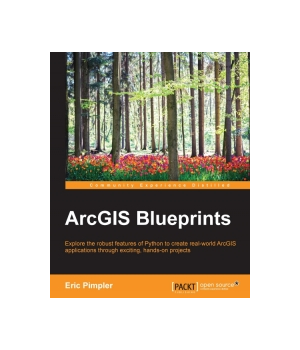 Community Experience Distilled
ArcGIS Blueprints
Explore the robust features of Python to create real-world ArcGIS
applications through exciting, hands-on projects
Eric Pimpler
PACKT open source
PUBLISHING